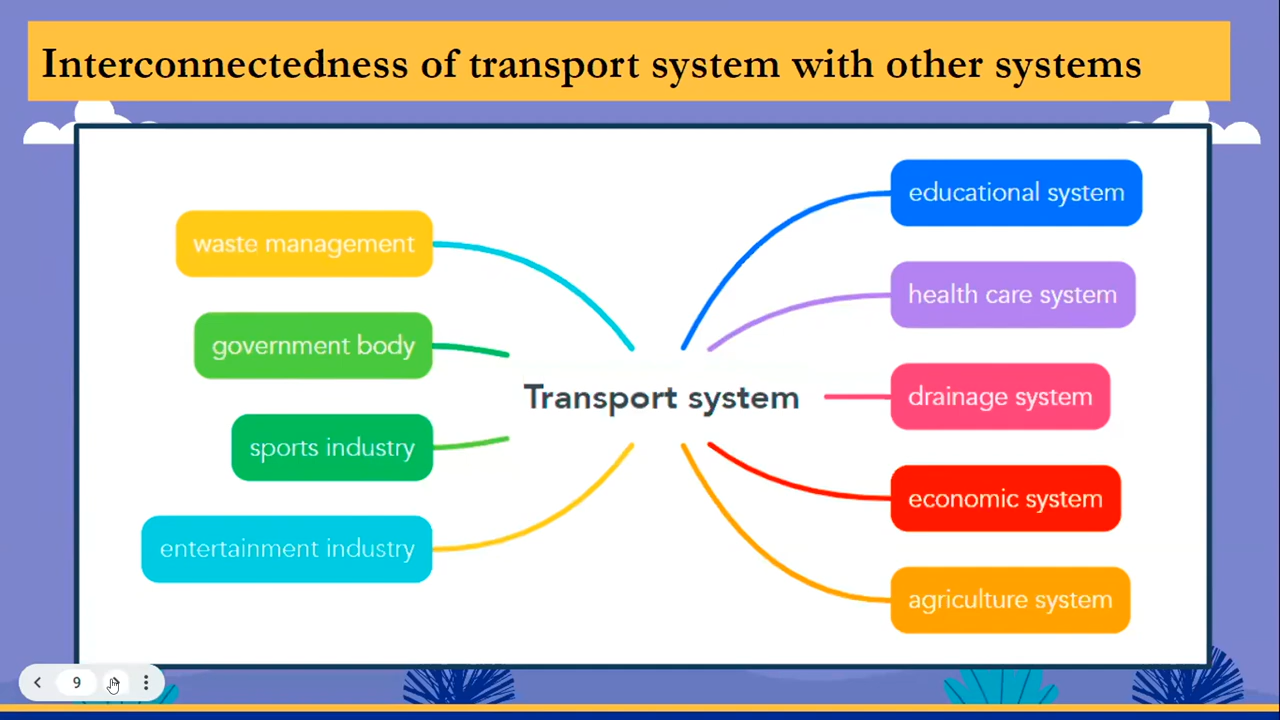 Interconnectedness of transport system with other systems
waste management
government body
sports industry
entertainment industry
Transport system
educational system
health care system
drainage system
economic system
agriculture system
9